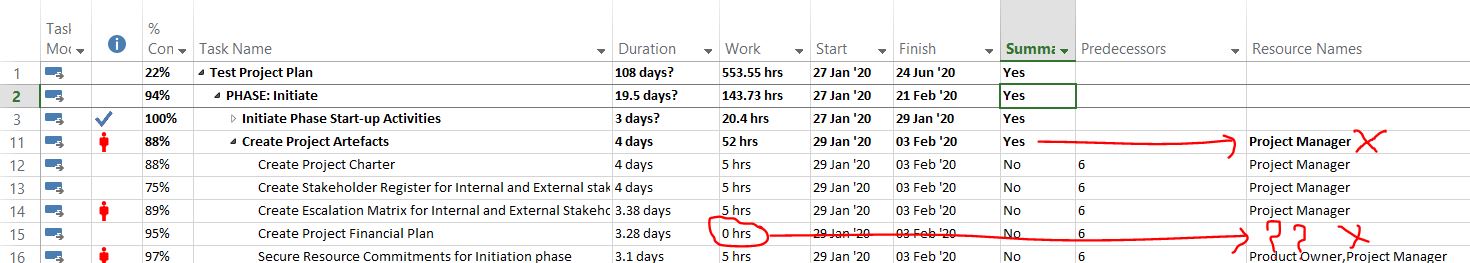 Task Moc % Con Task Name Duration Work Start Finish Summa Predecessors Resource Names
1 22% Test Project Plan 108 days? 553.55 hrs 27 Jan '20 24 Jun '20 Yes
2 94% PHASE: Initiate 19.5 days? 143.73 hrs 27 Jan '20 21 Feb '20 Yes
3 100% Initiate Phase Start-up Activities 3 days? 20.4 hrs 27 Jan '20 29 Jan '20 Yes
11 88% Create Project Artefacts 4 days 52 hrs 29 Jan '20 03 Feb '20 Yes Project Manager X
12 88% Create Project Charter 4 days 5 hrs 29 Jan '20 03 Feb '20 No 6 Project Manager
13 75% Create Stakeholder Register for Internal and External stak 4 days 5 hrs 29 Jan '20 03 Feb '20 No 6 Project Manager
14 89% Create Escalation Matrix for Internal and External Stakehc 3.38 days 5 hrs 29 Jan '20 03 Feb '20 No 6 Project Manager
15 95% Create Project Financial Plan 3.28 days 0 hrs 29 Jan '20 03 Feb '20 No 6 ?? X
16 97% Secure Resource Commitments for Initiation phase 3.1 days 5 hrs 29 Jan '20 03 Feb '20 No 6 Product Owner,Project Manager